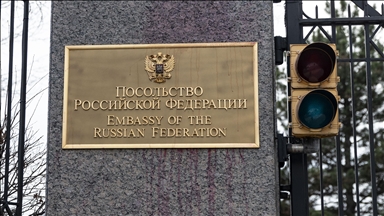 Посольство
Российской Федерации
Embassy of the
Russian Federation